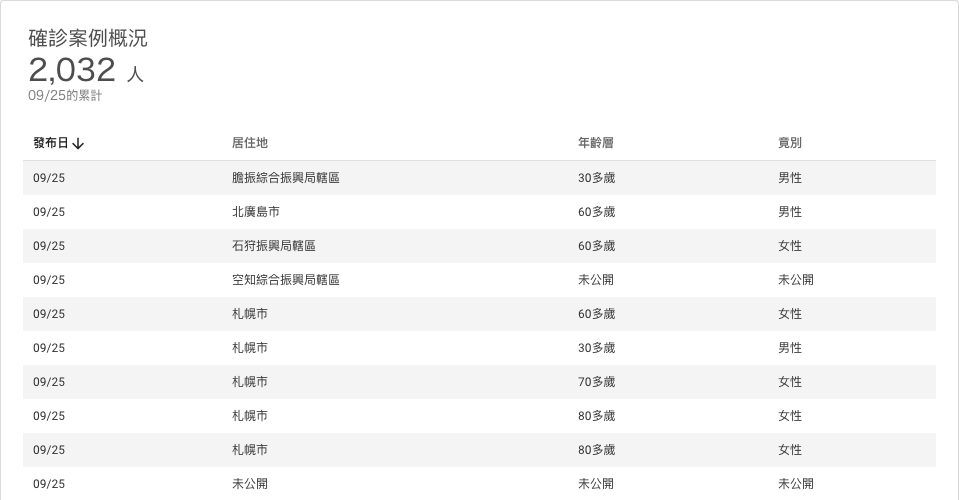 確診案例概況
2,032 人
09/25的累計
發布日↓ 居住地 年齡層 竟別
09/25 膽振綜合振興局轄區 30多歲 男性
09/25 北廣島市 60多歲 男性
09/25 石狩振興局轄區 60多歲 女性
09/25 空知綜合振興局轄區 未公開 未公開
09/25 札幌市 60多歲 女性
09/25 札幌市 30多歲 男性
09/25 札幌市 70多歲 女性
09/25 札幌市 80多歲 女性
09/25 札幌市 80多歲 女性
09/25 未公開 未公開 未公開